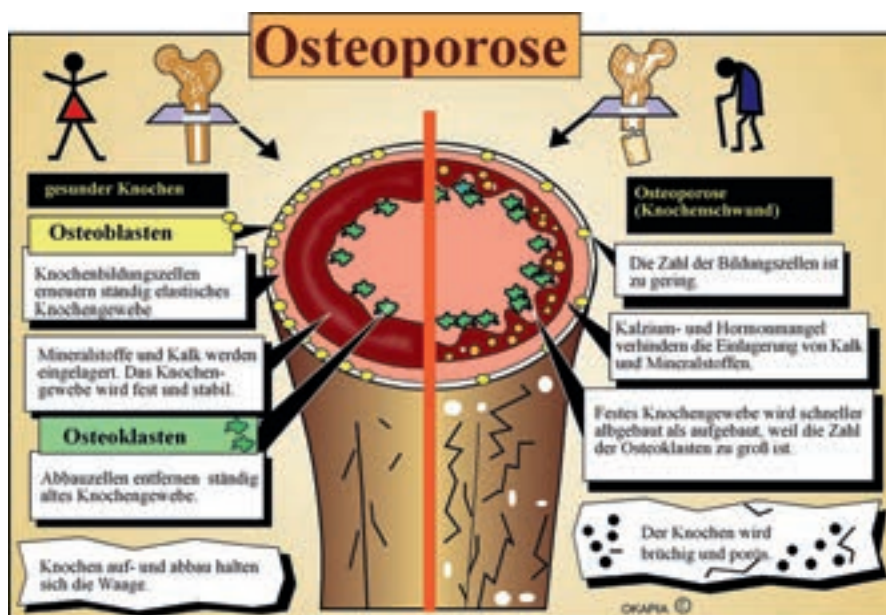 Osteoporose
gesunder Knochen
Osteoblasten
Knochenbildungszellen
erneuern ständig elastisches
Knochengewebe
Mineralstoffe und Kalk werden
eingelagert. Das Knochen-
gewebe wird fest und stabil.
Osteoklasten
Abbauzellen entfernen ständig
altes Knochengewebe.
Knochen auf- und abbau halten
sich die Waage.
Osteoporose
(Knochenschwund)
Die Zahl der Bildungszellen ist
zu gering.
Kalzium- und Hormonmangel
verhindern die Einlagerung von Kalk
und Mineralstoffen.
Festes Knochengewebe wird schneller
albgebaut als aufgebaut, weil die Zahl
der Osteoklasten zu groß ist.
Der Knochen wird
brüchig und porös.
OKAPIA ©